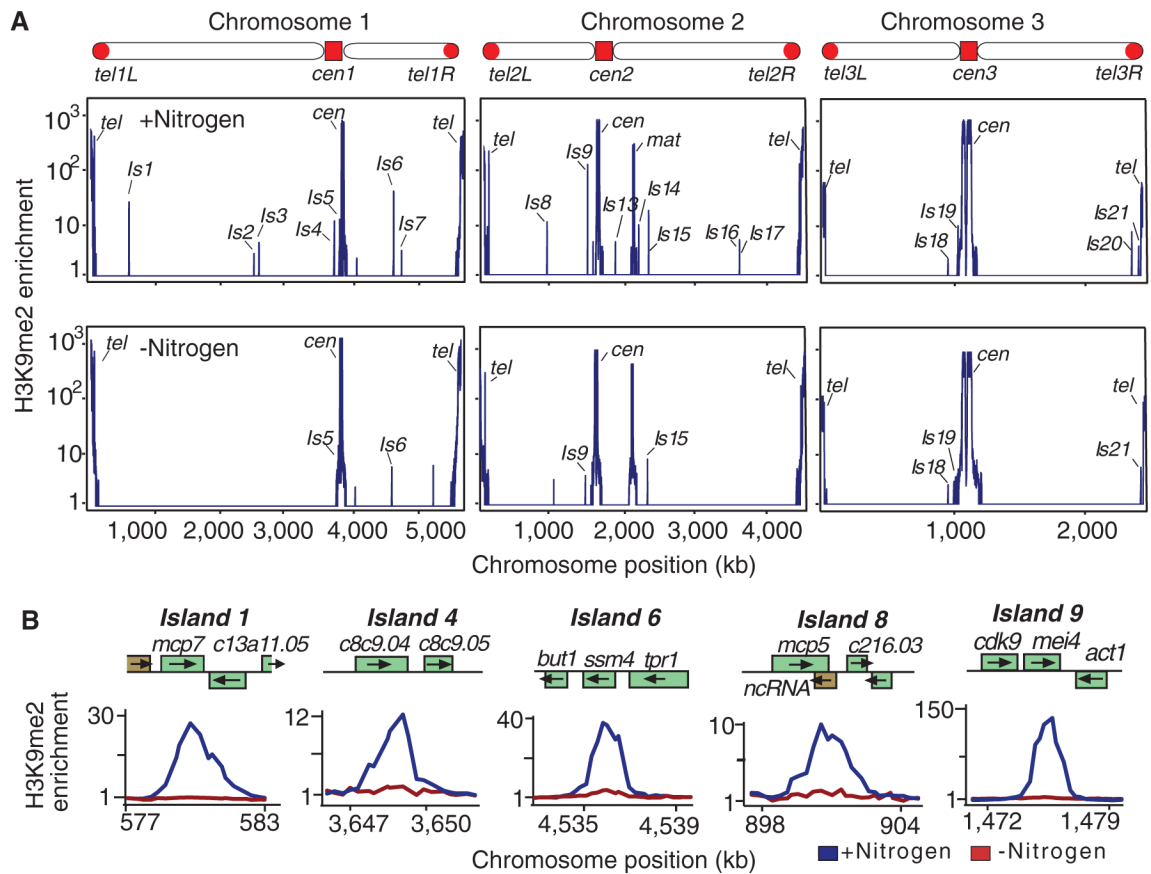 A
Chromosome 1
Chromosome 2
Chromosome 3
tel1L
cen1
tel1R
tel2L
cen2
tel2R
tel3L
cen3
tel3R
H3K9me2 enrichment
10³
10²
10
1
+Nitrogen
tel
Is1
Is2
Is3
Is4
Is5
cen
Is6
Is7
tel
tel
Is8
Is9
cen
Is13
mat
Is14
Is15
Is16
Is17
tel
tel
Is18
Is19
cen
Is20
Is21
tel
10³
10²
10
1
-Nitrogen
tel
Is5
cen
Is6
tel
tel
Is9
cen
Is15
tel
tel
Is18
Is19
cen
Is21
tel
1,000 2,000 3,000 4,000 5,000
1,000 2,000 3,000 4,000
1,000 2,000
Chromosome position (kb)
B
Island 1
mcp7 c13a11.05
Island 4
c8c9.04 c8c9.05
Island 6
but1 ssm4 tpr1
Island 8
mcp5 c216.03
ncRNA
Island 9
cdk9 mei4
act1
H3K9me2
enrichment
30
1
577 583
12
1
3,647 3,650
40
1
4,535 4,539
10
1
898 904
150
1
1,472 1,479
Chromosome position (kb)
+Nitrogen -Nitrogen